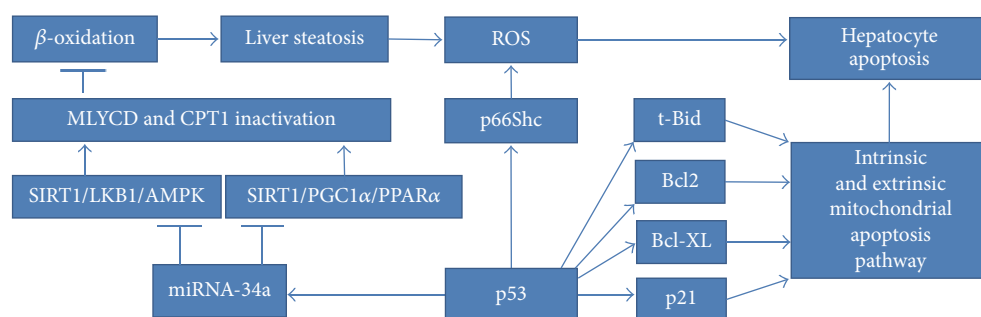 β-oxidation
Liver steatosis
ROS
Hepatocyte
apoptosis
MLYCD and CPT1 inactivation
p66Shc
t-Bid
SIRT1/LKB1/AMPK
SIRT1/PGC1α/PPARα
Bcl2
Intrinsic
and extrinsic
mitochondrial
apoptosis
pathway
Bcl-XL
miRNA-34a
p53
p21